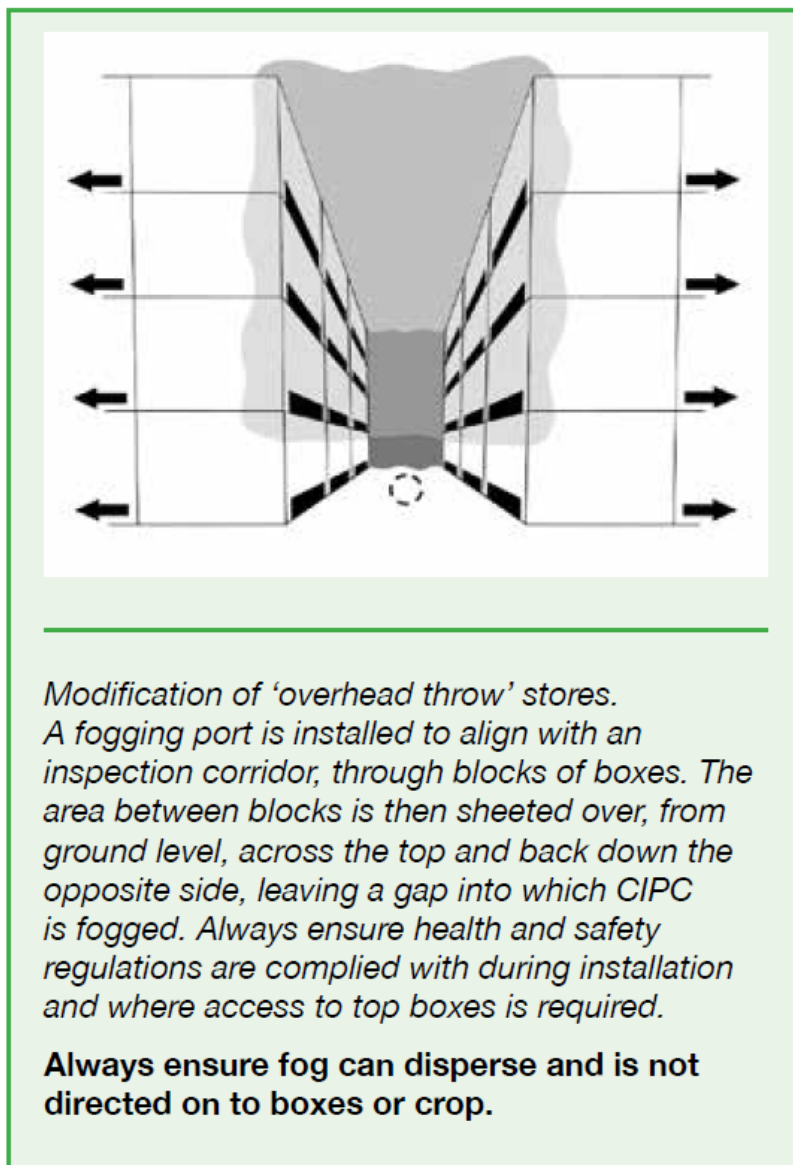 Modification of ‘overhead throw’ stores.
A fogging port is installed to align with an
inspection corridor, through blocks of boxes. The
area between blocks is then sheeted over, from
ground level, across the top and back down the
opposite side, leaving a gap into which CIPC
is fogged. Always ensure health and safety
regulations are complied with during installation
and where access to top boxes is required.
Always ensure fog can disperse and is not
directed on to boxes or crop.